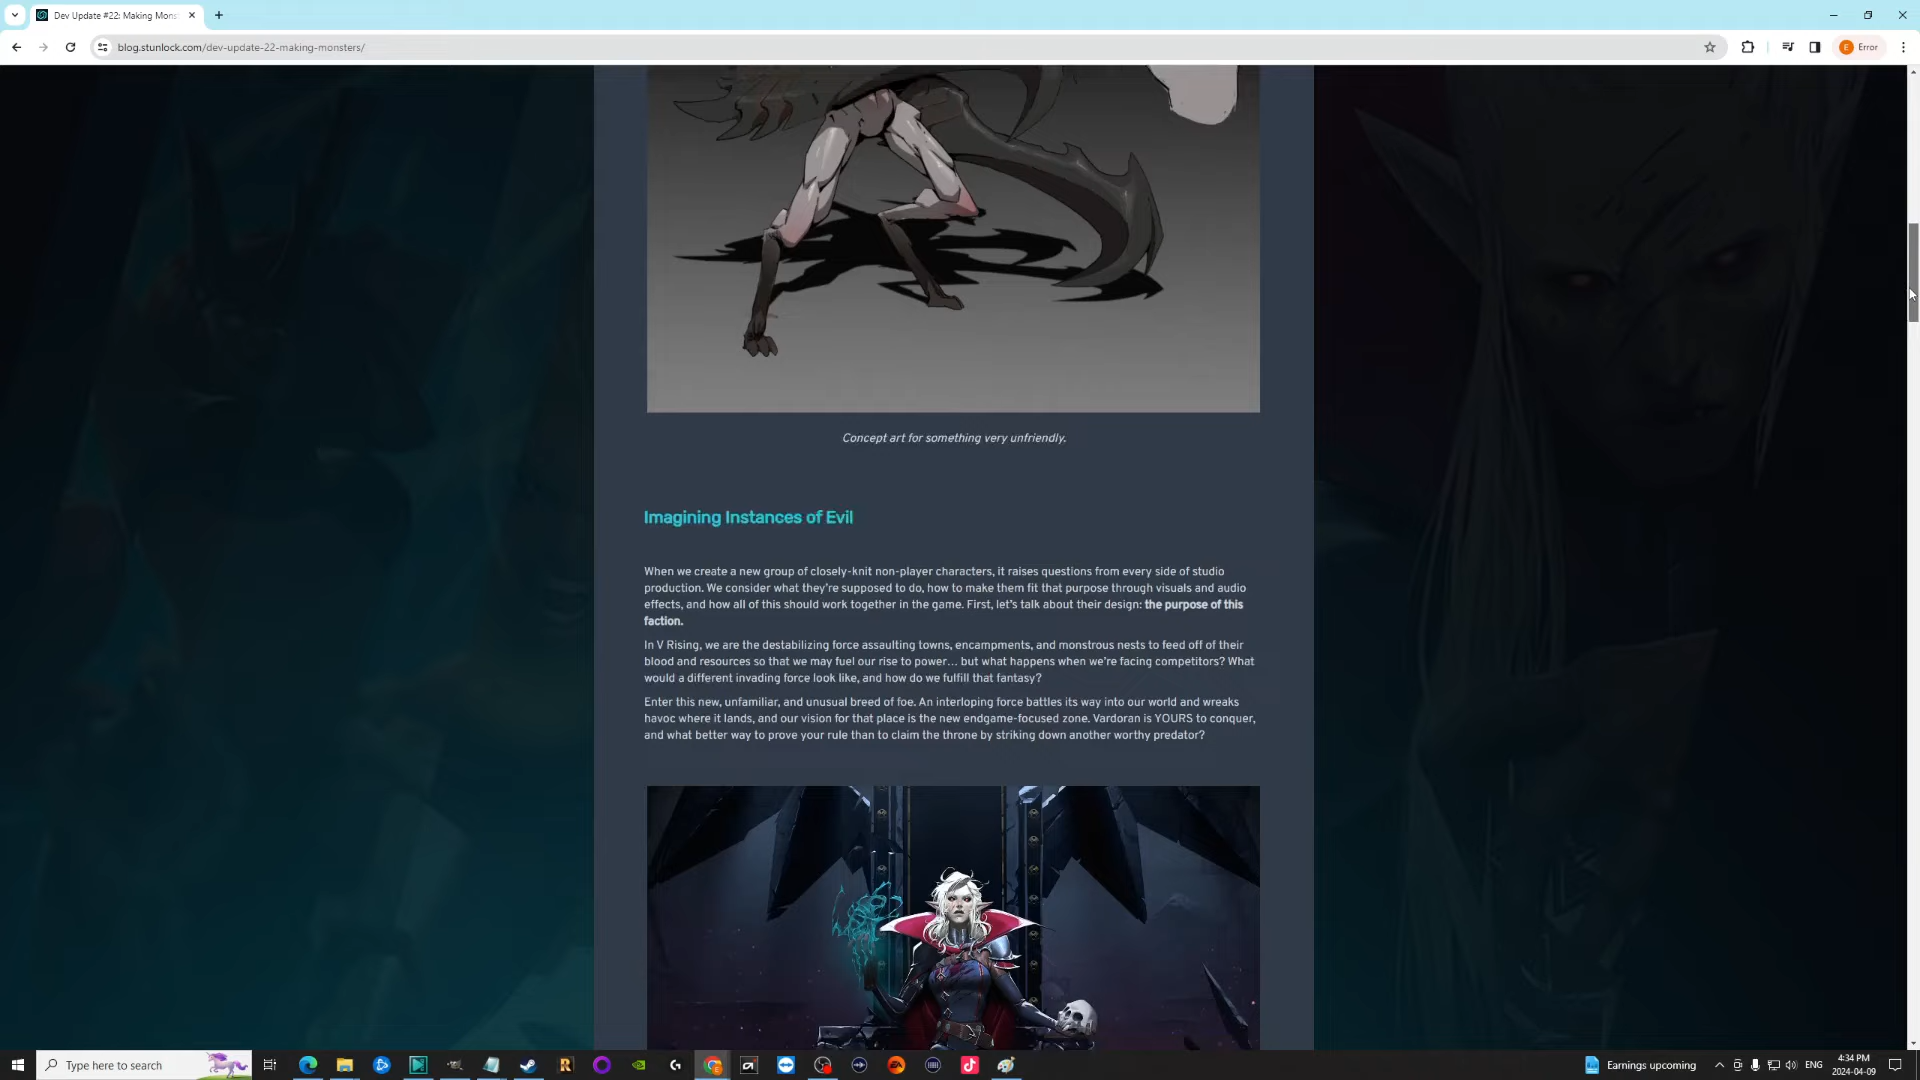 Dev Update #22: Making Mons
blog.stunlock.com/dev-update-22-making-monsters/
E Error
Concept art for something very unfriendly.
Imagining Instances of Evil
When we create a new group of closely-knit non-player characters, it raises questions from every side of studio
production. We consider what they're supposed to do, how to make them fit that purpose through visuals and audio
effects, and how all of this should work together in the game. First, let's talk about their design: the purpose of this
faction.
In V Rising, we are the destabilizing force assaulting towns, encampments, and monstrous nests to feed off of their
blood and resources so that we may fuel our rise to power... but what happens when we're facing competitors? What
would a different invading force look like, and how do we fulfill that fantasy?
Enter this new, unfamiliar, and unusual breed of foe. An interloping force battles its way into our world and wreaks
havoc where it lands, and our vision for that place is the new endgame-focused zone. Vardoran is YOURS to conquer,
and what better way to prove your rule than to claim the throne by striking down another worthy predator?
Type here to search
Earnings upcoming
ENG
4:34 PM
2024-04-09